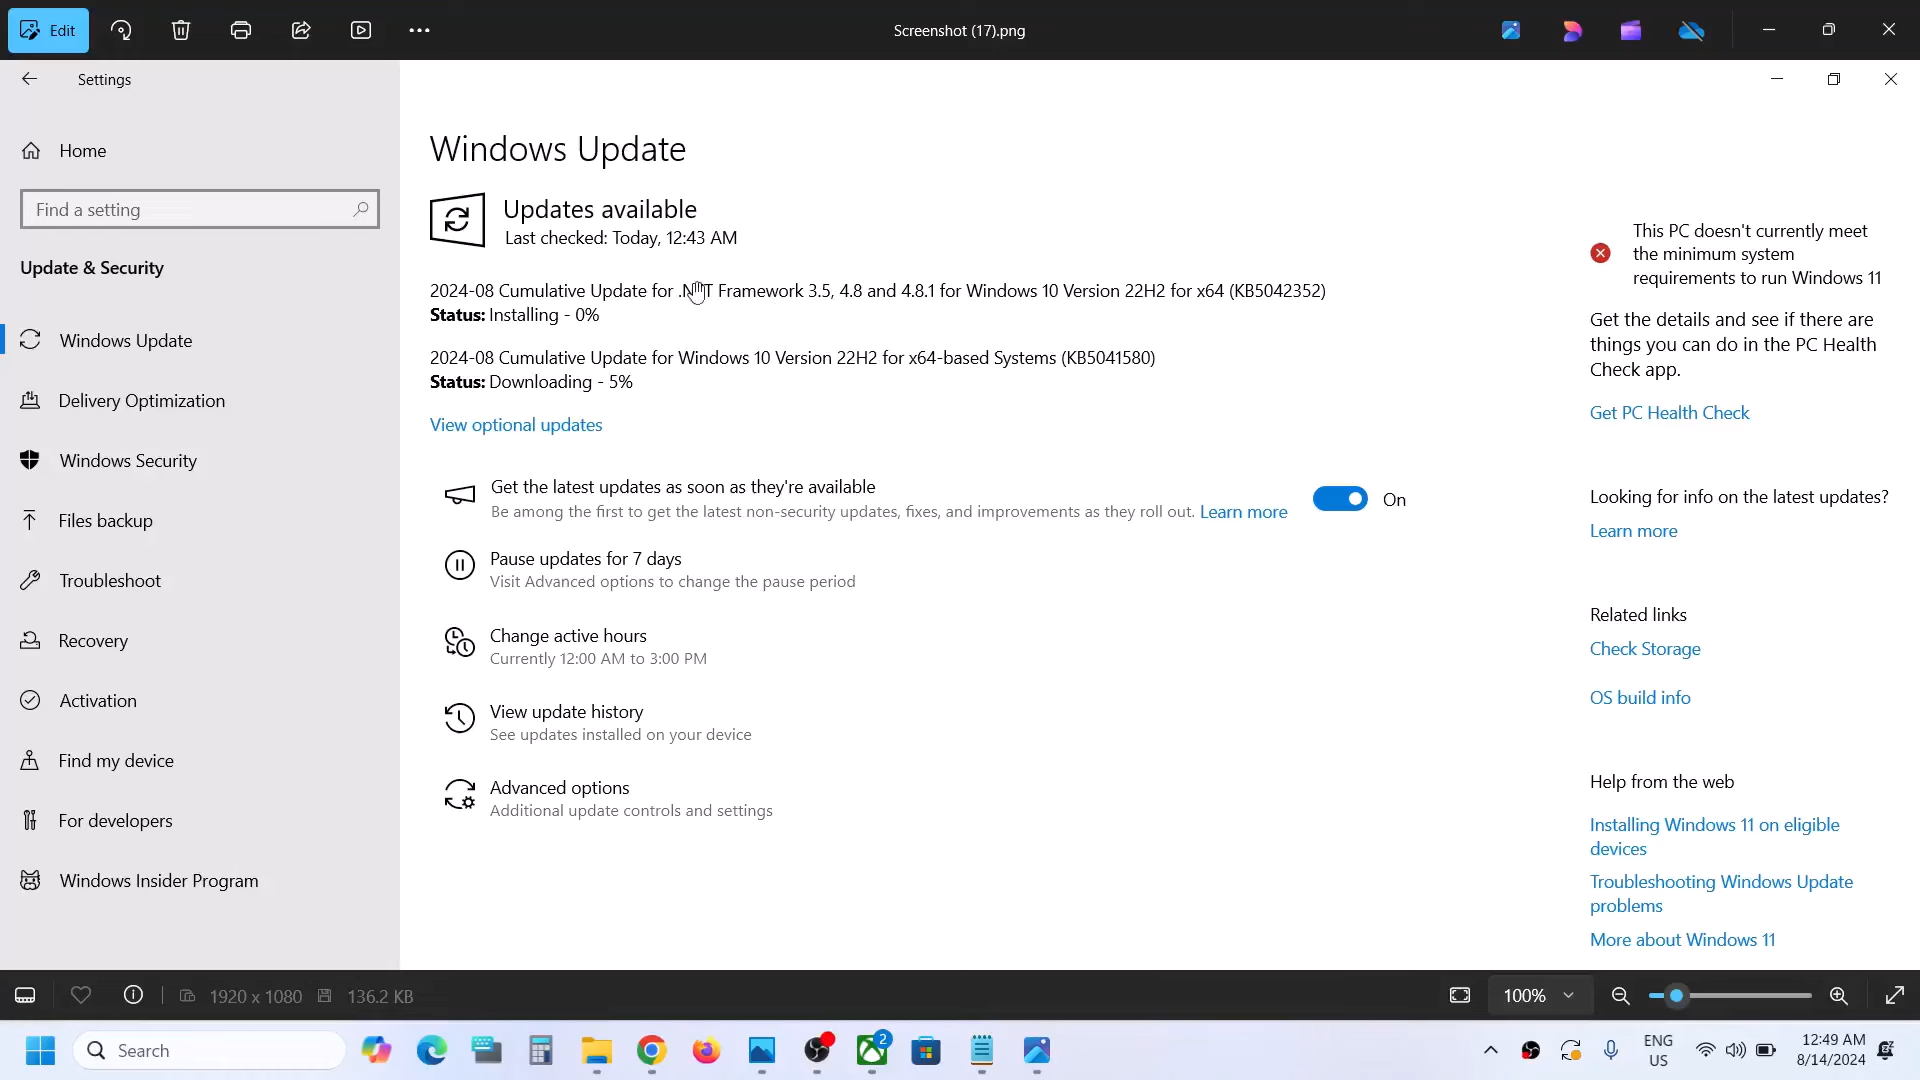 Edit
Screenshot (17).png
Settings
Home
Find a setting
Update & Security
Windows Update
Delivery Optimization
Windows Security
Files backup
Troubleshoot
Recovery
Activation
Find my device
For developers
Windows Insider Program
Windows Update
Updates available
Last checked: Today, 12:43 AM
2024-08 Cumulative Update for .NET Framework 3.5, 4.8 and 4.8.1 for Windows 10 Version 22H2 for x64 (KB5042352)
Status: Installing - 0%
2024-08 Cumulative Update for Windows 10 Version 22H2 for x64-based Systems (KB5041580)
Status: Downloading - 5%
View optional updates
Get the latest updates as soon as they're available
Be among the first to get the latest non-security updates, fixes, and improvements as they roll out. Learn more
On
Pause updates for 7 days
Visit Advanced options to change the pause period
Change active hours
Currently 12:00 AM to 3:00 PM
View update history
See updates installed on your device
Advanced options
Additional update controls and settings
This PC doesn't currently meet
the minimum system
requirements to run Windows 11
Get the details and see if there are
things you can do in the PC Health
Check app.
Get PC Health Check
Looking for info on the latest updates?
Learn more
Related links
Check Storage
OS build info
Help from the web
Installing Windows 11 on eligible
devices
Troubleshooting Windows Update
problems
More about Windows 11
1920 x 1080
136.2 KB
100%
Search
2
ENG
US
12:49 AM
8/14/2024